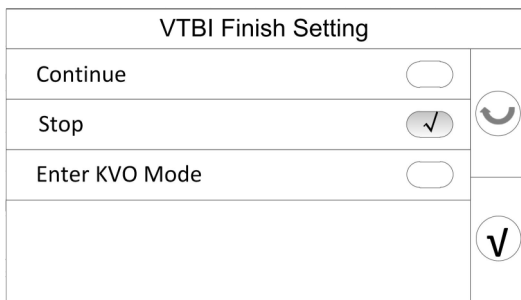 VTBI Finish Setting
Continue
Stop √
Enter KVO Mode
√